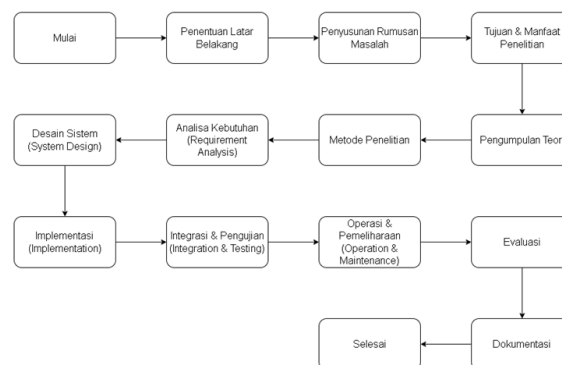 Mulai
Penentuan Latar
Belakang
Penyusunan Rumusan
Masalah
Tujuan & Manfaat
Penelitian
Pengumpulan Teori
Metode Penelitian
Analisa Kebutuhan
(Requirement
Analysis)
Desain Sistem
(System Design)
Implementasi
(Implementation)
Integrasi & Pengujian
(Integration & Testing)
Operasi &
Pemeliharaan
(Operation &
Maintenance)
Evaluasi
Dokumentasi
Selesai